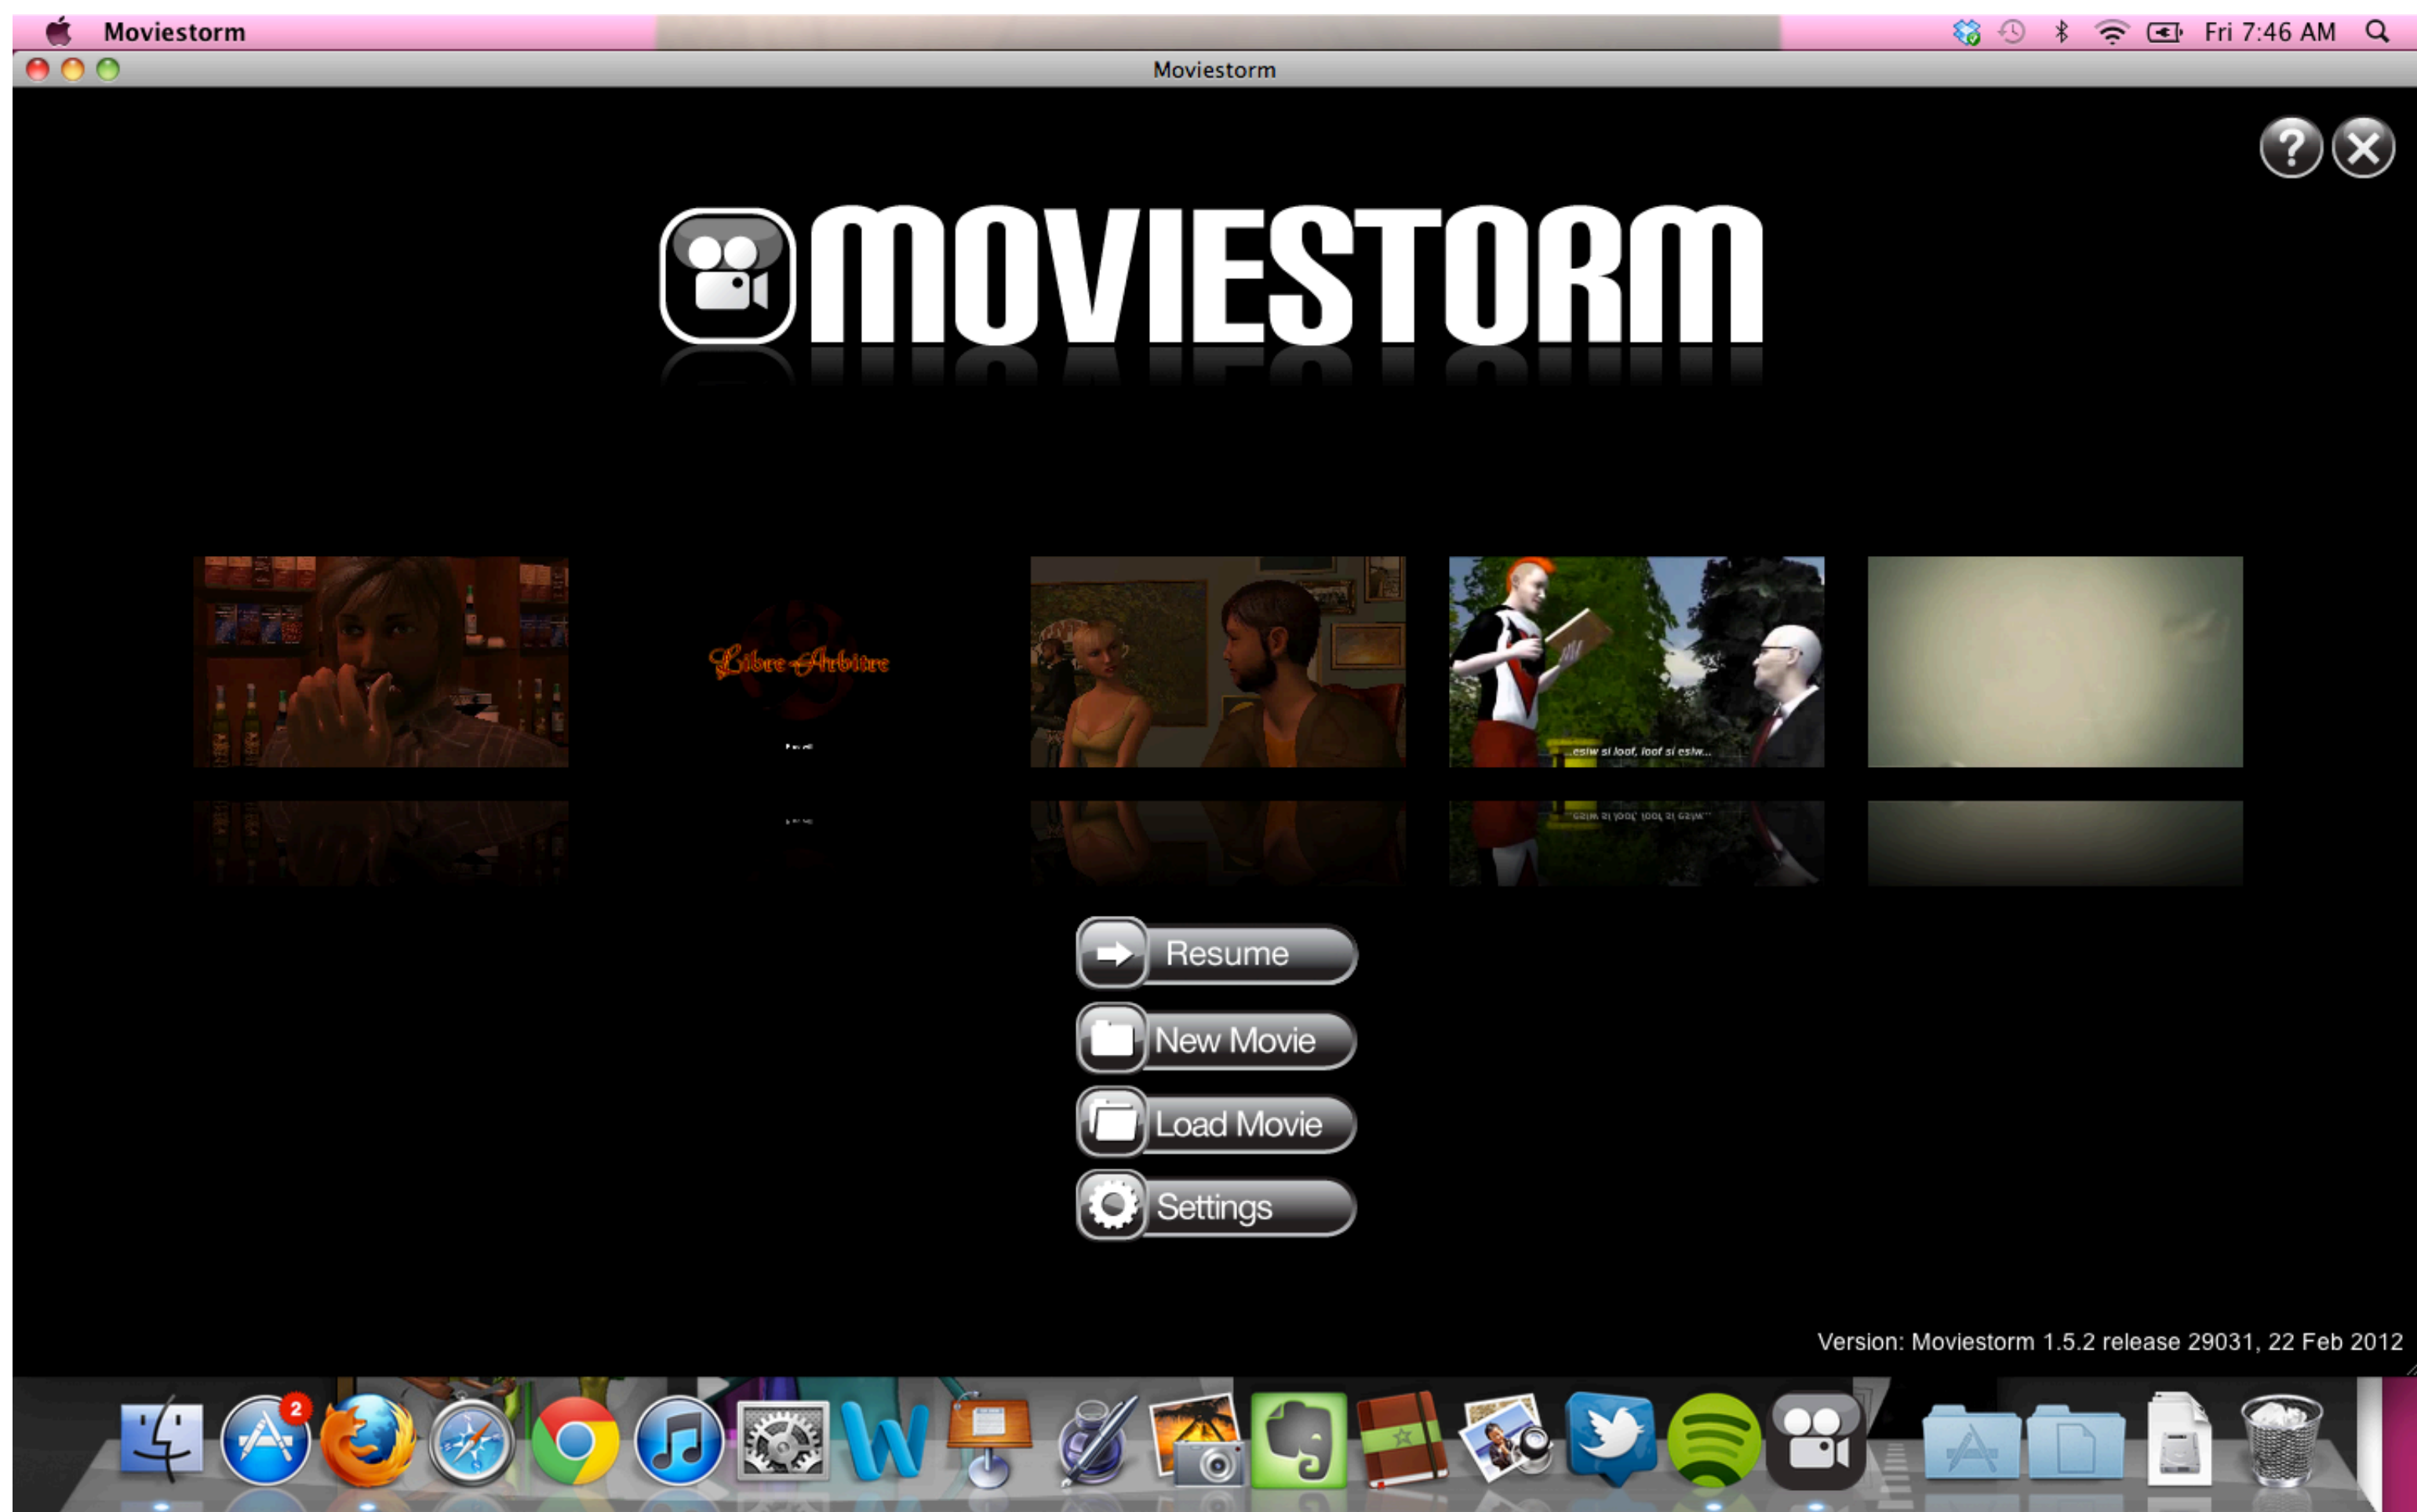 Moviestorm
Fri 7:46 AM
Moviestorm
MOVIESTORM
Libre Arbitre
...esiw si loof, loof si esiw...
Resume
New Movie
Load Movie
Settings
Version: Moviestorm 1.5.2 release 29031, 22 Feb 2012
2